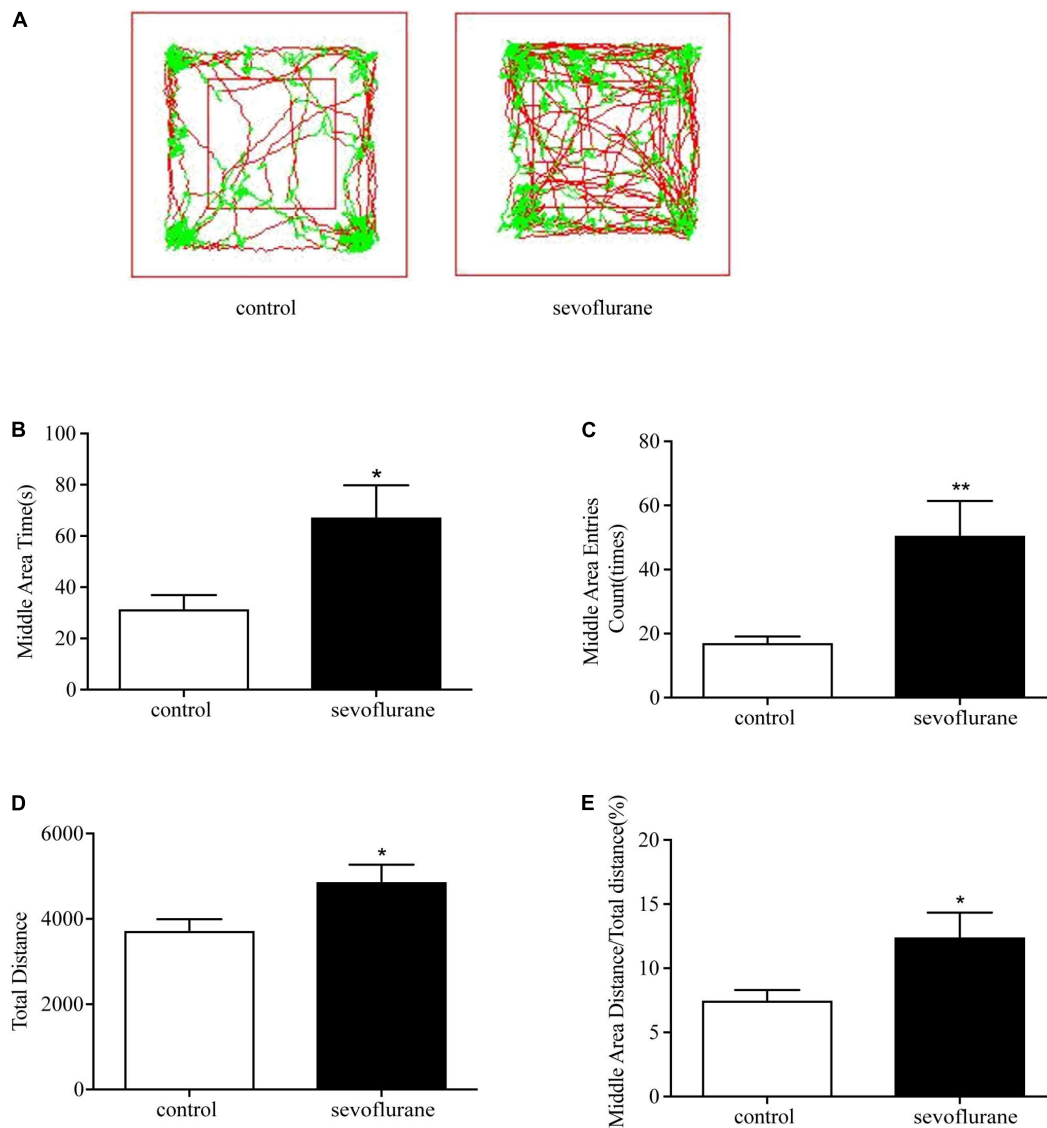 A
control sevoflurane
B
Middle Area Time(s)
100
80
60
40
20
0
*
control sevoflurane
C
Middle Area Entries
Count(times)
80
60
40
20
0
**
control sevoflurane
D
Total Distance
6000
4000
2000
0
*
control sevoflurane
E
Middle Area Distance/Total distance(%)
20
15
10
5
0
*
control sevoflurane